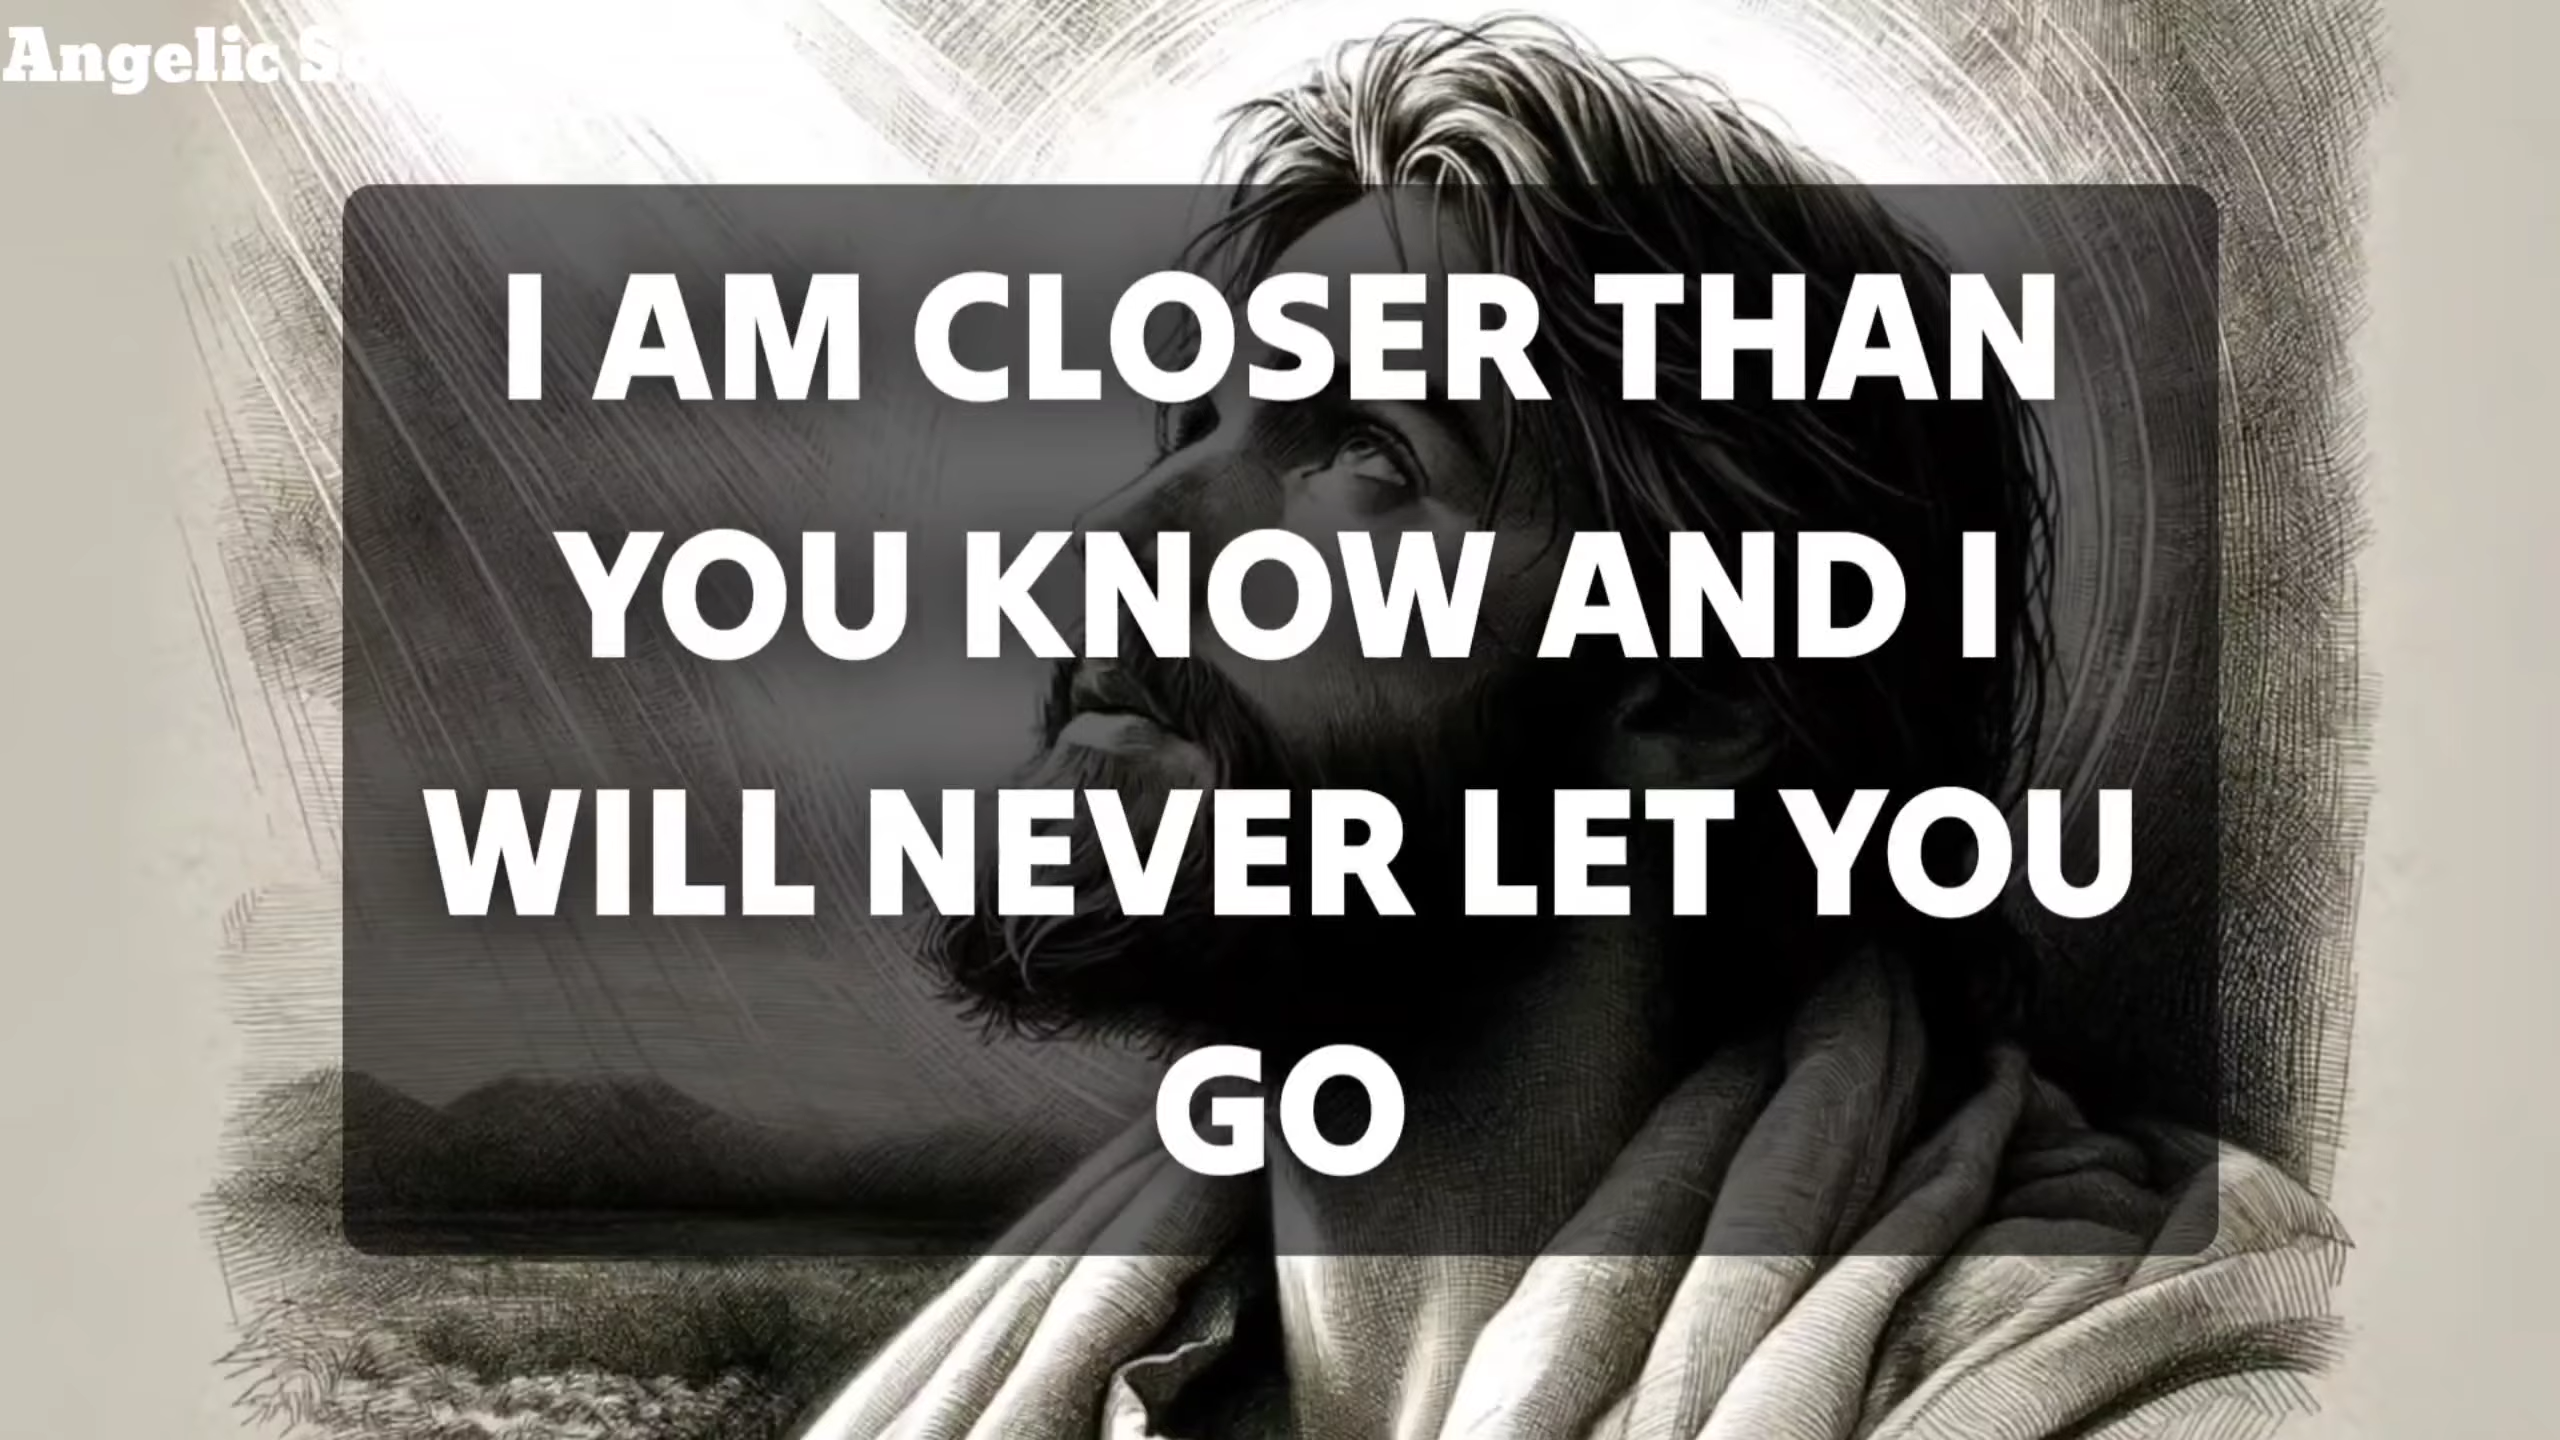 Angelic
I AM CLOSER THAN
YOU KNOW AND I
WILL NEVER LET YOU
GO